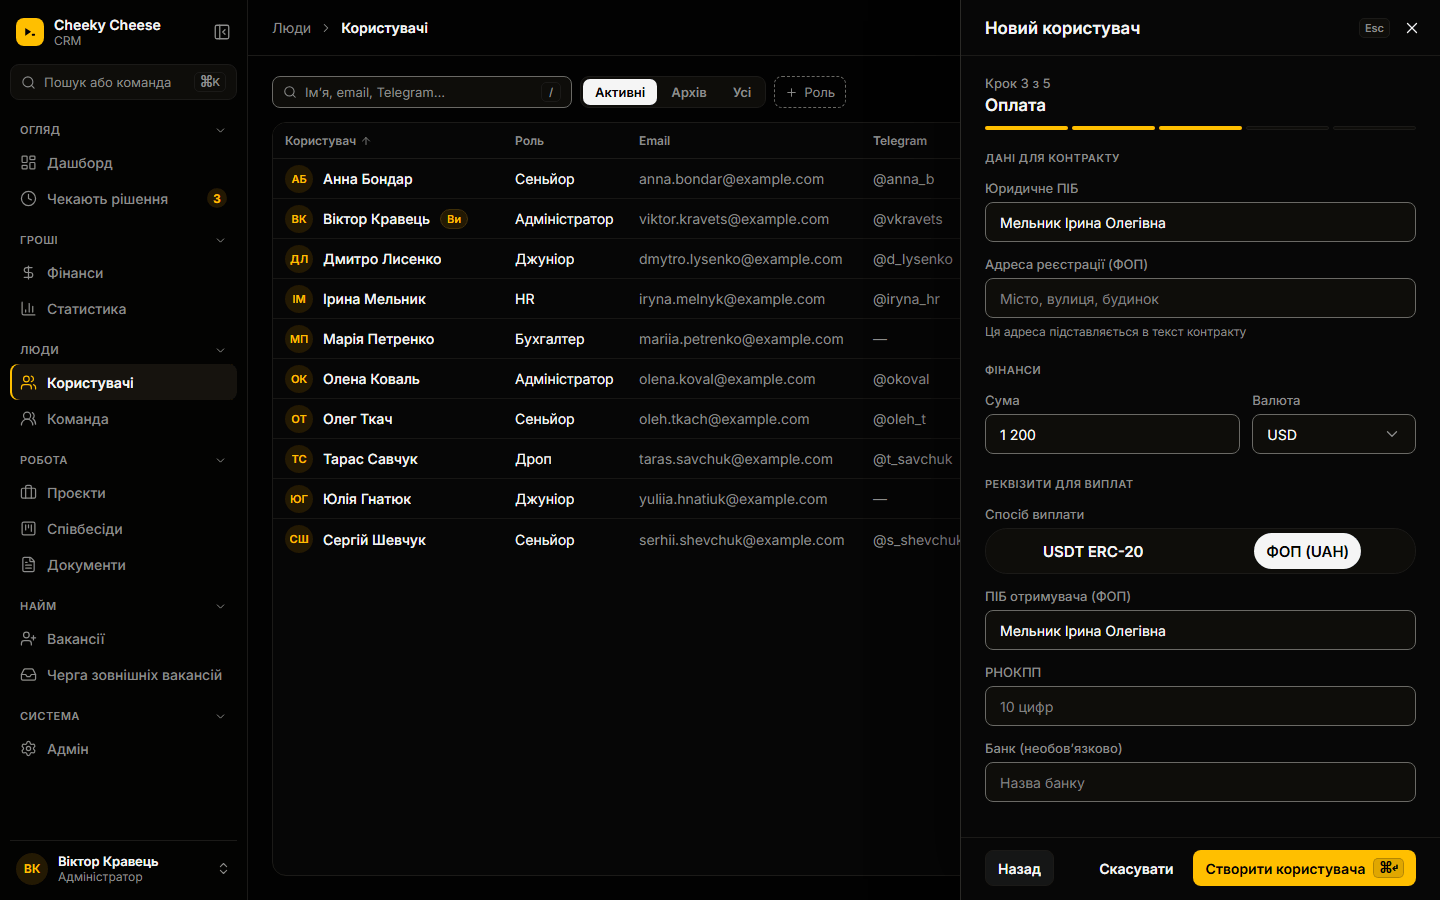 Cheeky Cheese
CRM
Пошук або команда ⌘K
ОГЛЯД
Дашборд
Чекають рішення 3
ГРОШІ
Фінанси
Статистика
ЛЮДИ
Користувачі
Команда
РОБОТА
Проєкти
Співбесіди
Документи
НАЙМ
Вакансії
Черга зовнішніх вакансій
СИСТЕМА
Адмін
ВК Віктор Кравець
Адміністратор
Люди > Користувачі
Ім’я, email, Telegram... /
Активні Архів Усі + Роль
Користувач ↑ Роль Email Telegram
АБ Анна Бондар Сеньйор anna.bondar@example.com @anna_b
ВК Віктор Кравець Ви Адміністратор viktor.kravets@example.com @vkravets
ДЛ Дмитро Лисенко Джуніор dmytro.lysenko@example.com @d_lysenko
ІМ Ірина Мельник HR iryna.melnyk@example.com @iryna_hr
МП Марія Петренко Бухгалтер mariia.petrenko@example.com —
ОК Олена Коваль Адміністратор olena.koval@example.com @okoval
ОТ Олег Ткач Сеньйор oleh.tkach@example.com @oleh_t
ТС Тарас Савчук Дроп taras.savchuk@example.com @t_savchuk
ЮГ Юлія Гнатюк Джуніор yuliia.hnatiuk@example.com —
СШ Сергій Шевчук Сеньйор serhii.shevchuk@example.com @s_shevchuk
Новий користувач Esc
Крок 3 з 5
Оплата
ДАНІ ДЛЯ КОНТРАКТУ
Юридичне ПІБ
Мельник Ірина Олегівна
Адреса реєстрації (ФОП)
Місто, вулиця, будинок
Ця адреса підставляється в текст контракту
ФІНАНСИ
Сума Валюта
1 200 USD
РЕКВІЗИТИ ДЛЯ ВИПЛАТ
Спосіб виплати
USDT ERC-20 ФОП (UAH)
ПІБ отримувача (ФОП)
Мельник Ірина Олегівна
РНОКПП
10 цифр
Банк (необов’язково)
Назва банку
Назад Скасувати Створити користувача ⌘↵